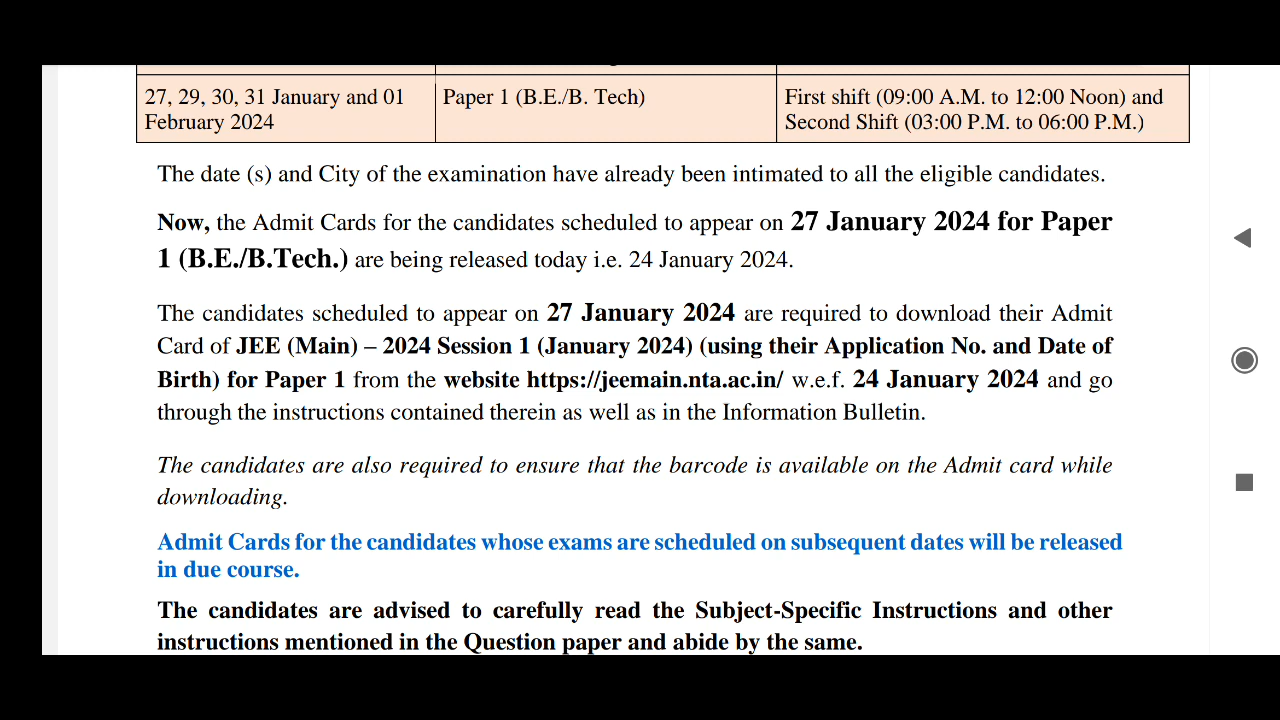 27, 29, 30, 31 January and 01 Paper 1 (B.E./B. Tech) First shift (09:00 A.M. to 12:00 Noon) and
February 2024 Second Shift (03:00 P.M. to 06:00 P.M.)
The date (s) and City of the examination have already been intimated to all the eligible candidates.
Now, the Admit Cards for the candidates scheduled to appear on 27 January 2024 for Paper
1 (B.E./B.Tech.) are being released today i.e. 24 January 2024.
The candidates scheduled to appear on 27 January 2024 are required to download their Admit
Card of JEE (Main) – 2024 Session 1 (January 2024) (using their Application No. and Date of
Birth) for Paper 1 from the website https://jeemain.nta.ac.in/ w.e.f. 24 January 2024 and go
through the instructions contained therein as well as in the Information Bulletin.
The candidates are also required to ensure that the barcode is available on the Admit card while
downloading.
Admit Cards for the candidates whose exams are scheduled on subsequent dates will be released
in due course.
The candidates are advised to carefully read the Subject-Specific Instructions and other
instructions mentioned in the Question paper and abide by the same.